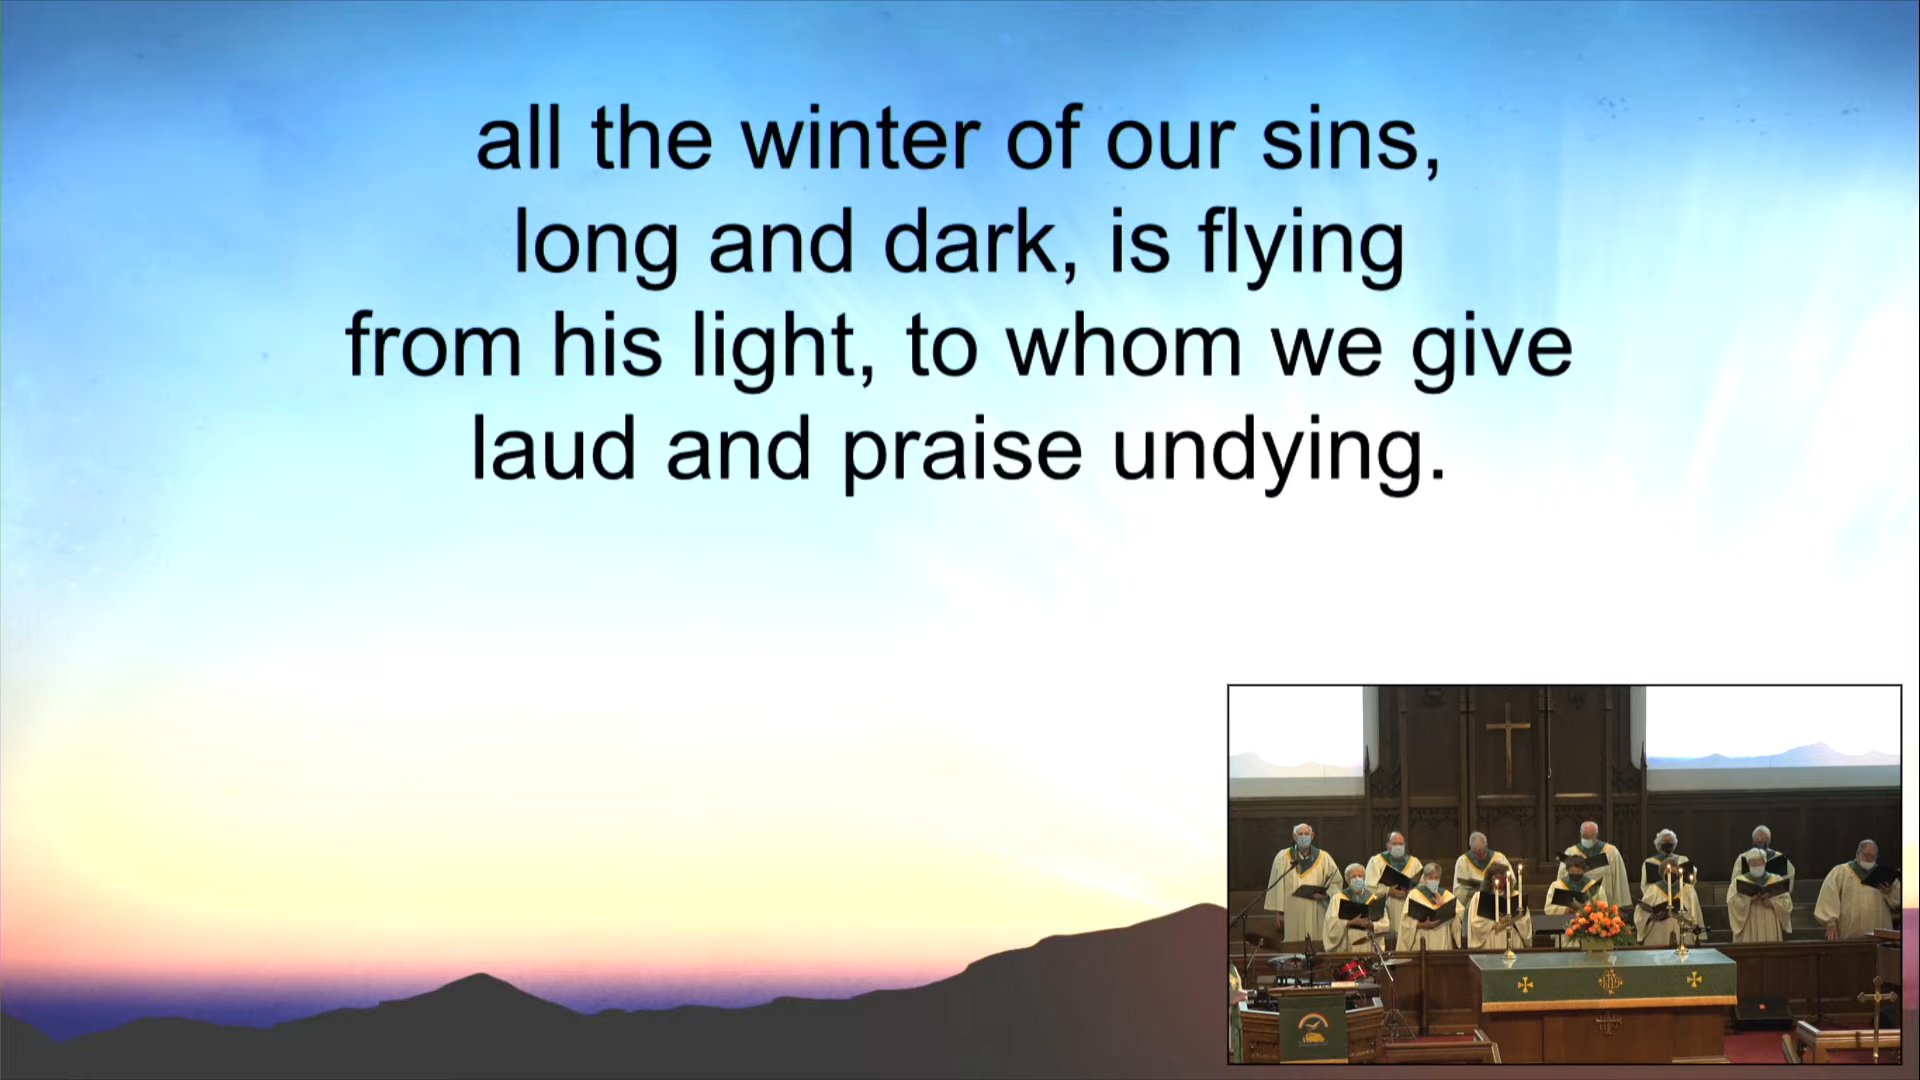 all the winter of our sins,
long and dark, is flying
from his light, to whom we give
laud and praise undying.